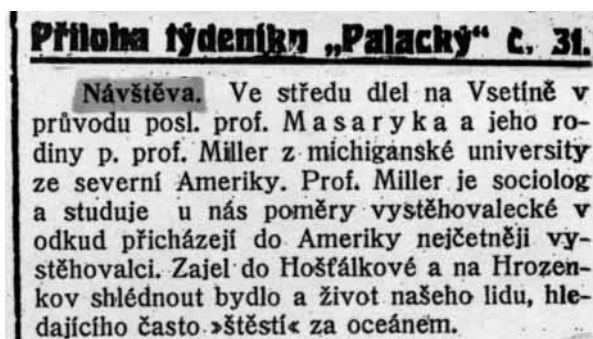 Příloha týdeníku „Palacký“ č. 31.
Návštěva. Ve středu dlel na Vsetíně v
průvodu posl. prof. Masaryka a jeho ro-
diny p. prof. Miller z michiganské university
ze severní Ameriky. Prof. Miller je sociolog
a studuje u nás poměry vystěhovalecké v
odkud přicházejí do Ameriky nejčetněji vy-
stěhovalci. Zajel do Hošťálkové a na Hrozen-
kov shlédnout bydlo a život našeho lidu, hle-
dajícího často »štěstí« za oceánem.